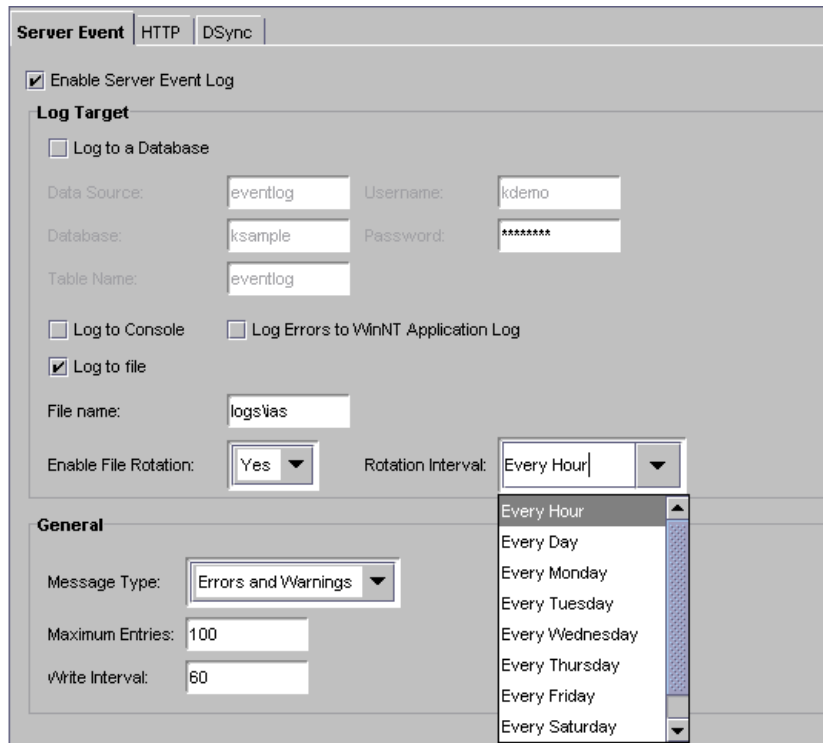 Server Event HTTP DSync
Enable Server Event Log
Log Target
Log to a Database
Data Source: eventlog Username: kdemo
Database: ksample Password: ********
Table Name: eventlog
Log to Console Log Errors to WinNT Application Log
Log to file
File name: logs\ias
Enable File Rotation: Yes Rotation Interval: Every Hour
Every Hour
Every Day
Every Monday
Every Tuesday
Every Wednesday
Every Thursday
Every Friday
Every Saturday
General
Message Type: Errors and Warnings
Maximum Entries: 100
Write Interval: 60